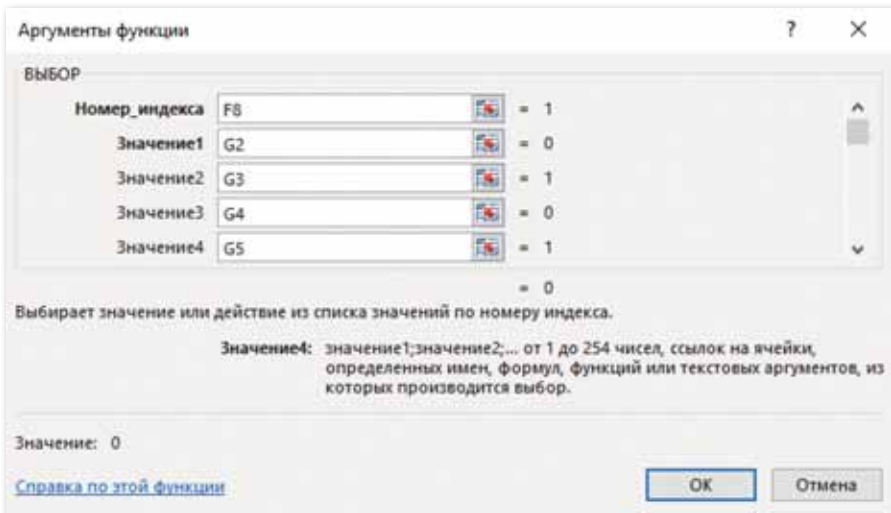 Аргументы функции ? ×
ВЫБОР
Номер_индекса F8 = 1
Значение1 G2 = 0
Значение2 G3 = 1
Значение3 G4 = 0
Значение4 G5 = 1
= 0
Выбирает значение или действие из списка значений по номеру индекса.
Значение4: значение1;значение2;... от 1 до 254 чисел, ссылок на ячейки,
определенных имен, формул, функций или текстовых аргументов, из
которых производится выбор.
Значение: 0
Справка по этой функции
ОК Отмена